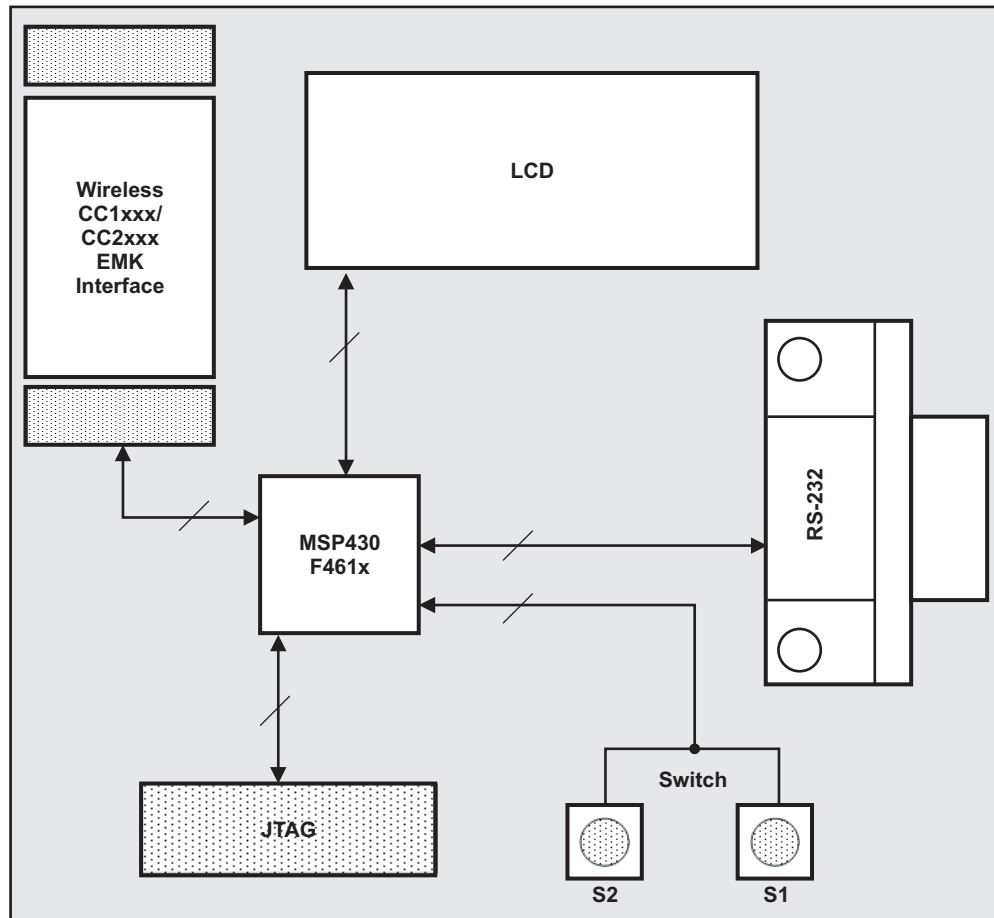 Wireless
CC1xxx/
CC2xxx
EMK
Interface
LCD
RS-232
MSP430
F461x
Switch
JTAG
S2
S1